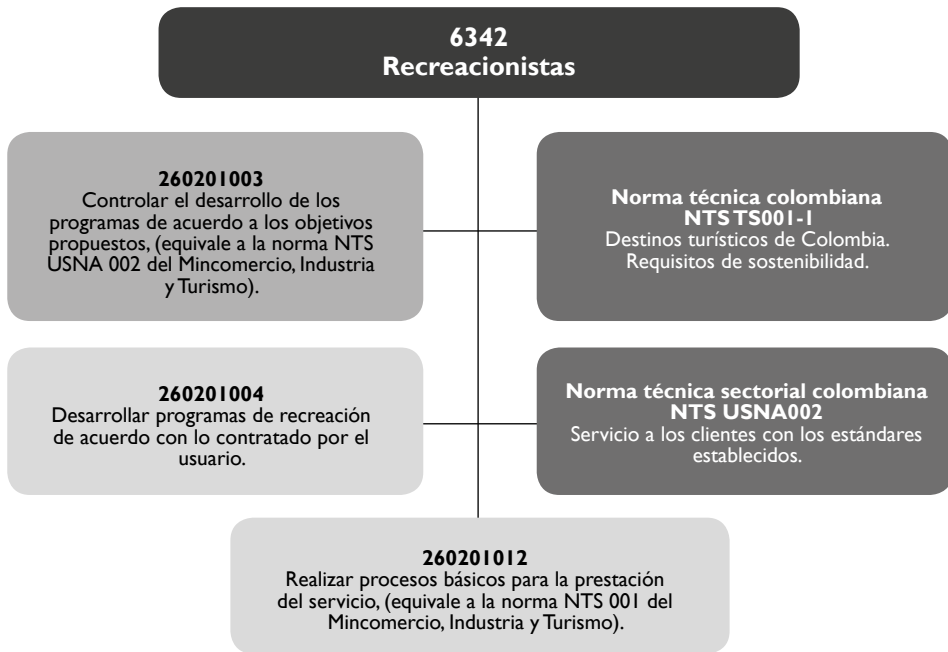 6342
Recreacionistas
260201003
Controlar el desarrollo de los
programas de acuerdo a los objetivos
propuestos, (equivale a la norma NTS
USNA 002 del Mincomercio, Industria
y Turismo).
Norma técnica colombiana
NTS TS001-1
Destinos turísticos de Colombia.
Requisitos de sostenibilidad.
260201004
Desarrollar programas de recreación
de acuerdo con lo contratado por el
usuario.
Norma técnica sectorial colombiana
NTS USNA002
Servicio a los clientes con los estándares
establecidos.
260201012
Realizar procesos básicos para la prestación
del servicio, (equivale a la norma NTS 001 del
Mincomercio, Industria y Turismo).